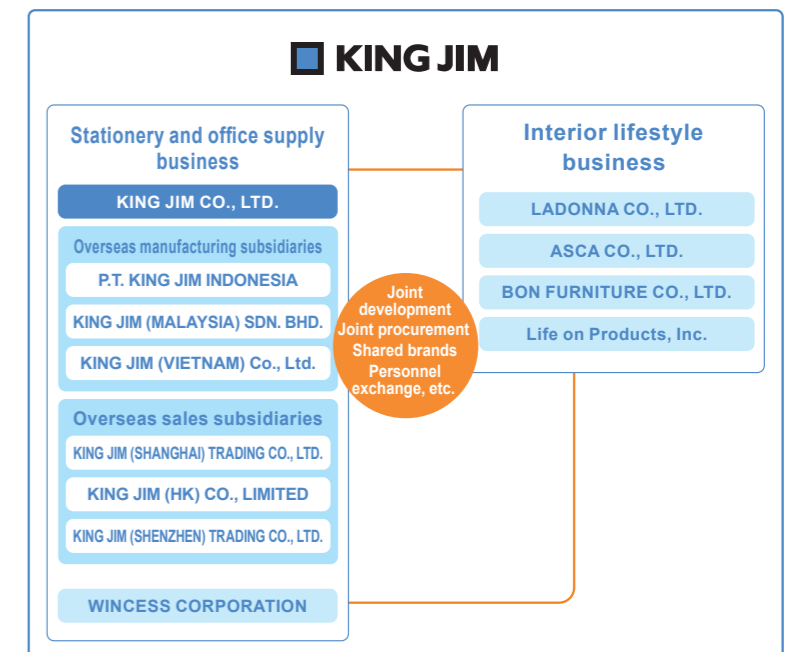 KING JIM
Stationery and office supply
business
KING JIM CO., LTD.
Overseas manufacturing subsidiaries
P.T. KING JIM INDONESIA
KING JIM (MALAYSIA) SDN. BHD.
KING JIM (VIETNAM) Co., Ltd.
Overseas sales subsidiaries
KING JIM (SHANGHAI) TRADING CO., LTD.
KING JIM (HK) CO., LIMITED
KING JIM (SHENZHEN) TRADING CO., LTD.
WINCESS CORPORATION
Joint
development
Joint procurement
Shared brands
Personnel
exchange, etc.
Interior lifestyle
business
LADONNA CO., LTD.
ASCA CO., LTD.
BON FURNITURE CO., LTD.
Life on Products, Inc.